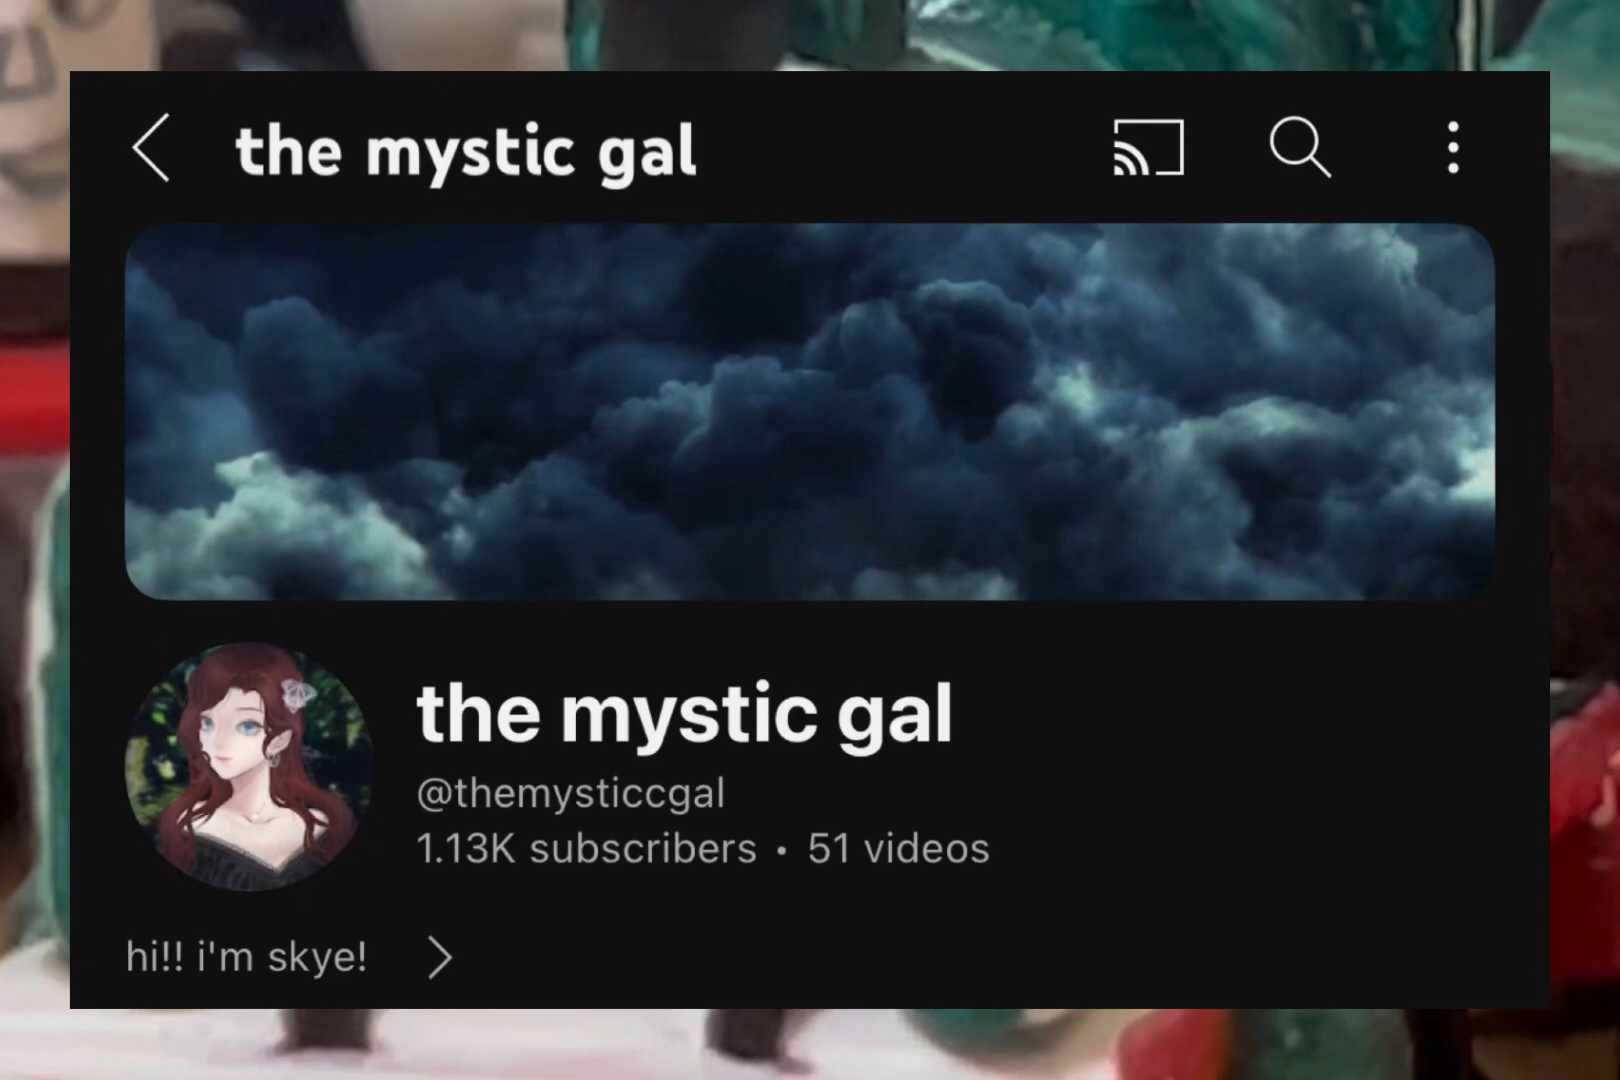 the mystic gal
the mystic gal
@themysticcgal
1.13K subscribers • 51 videos
hi!! i'm skye!